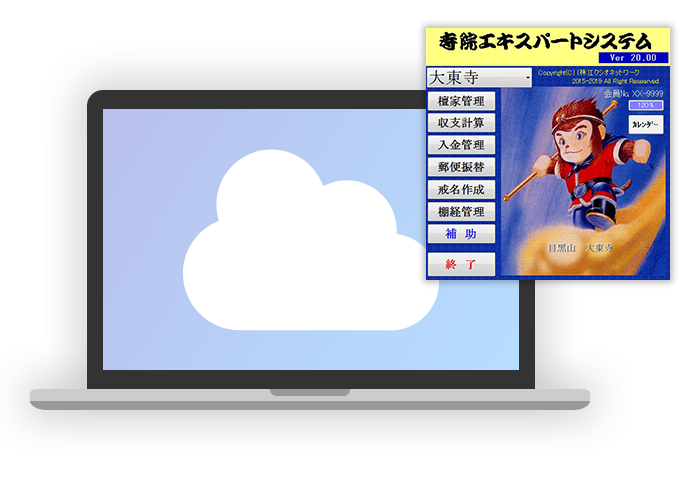 寺院エキスパートシステム
Ver 20.00
大東寺
Copyright(C) (株)エクシオネットワーク
2015-2019 All Right Researved
会員No. XX-9999
檀家管理
120%
収支計算
カレンダー
入金管理
郵便振替
戒名作成
棚経管理
補 助
目黒山 大東寺
終 了